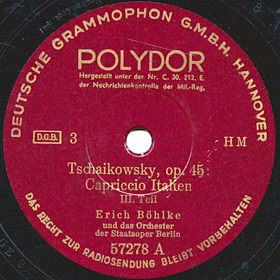 DEUTSCHE GRAMMOPHON G.M.B.H. HANNOVER
POLYDOR
Hergestellt unter der Nr. C. 30. 212. E.
der Nachrichtenkontrolle der Mil.-Reg.
D.G.B. 3 HM
Tschaikowsky, op. 45:
Capriccio Italien
III. Teil
Erich Böhlke
und das Orchester
der Staatsoper Berlin
57278 A
DAS RECHT ZUR RADIOSENDUNG BLEIBT VORBEHALTEN